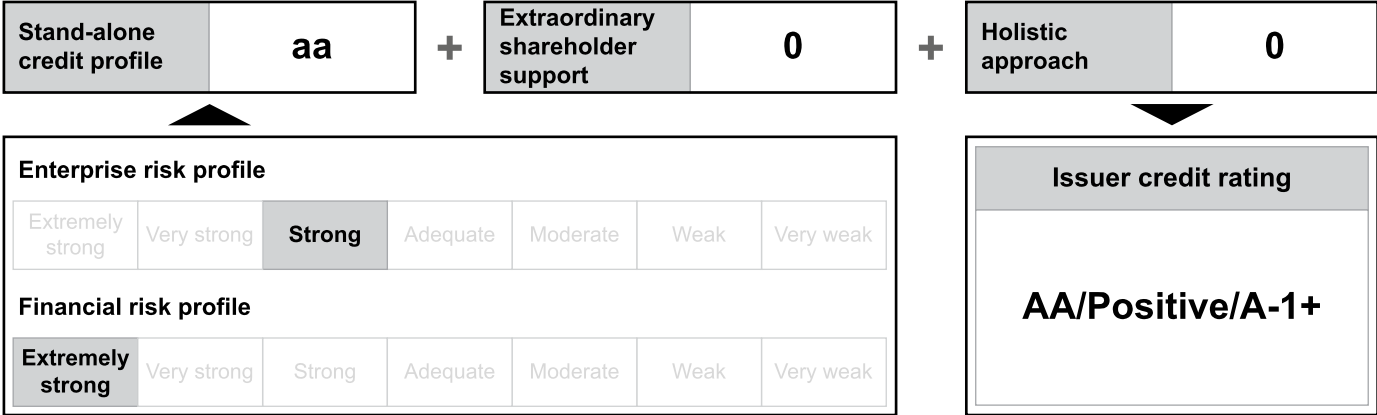 Stand-alone
credit profile
aa
+
Extraordinary
shareholder
support
0
+
Holistic
approach
0
Enterprise risk profile
Extremely
strong
Very strong
Strong
Adequate
Moderate
Weak
Very weak
Financial risk profile
Extremely
strong
Very strong
Strong
Adequate
Moderate
Weak
Very weak
Issuer credit rating
AA/Positive/A-1+